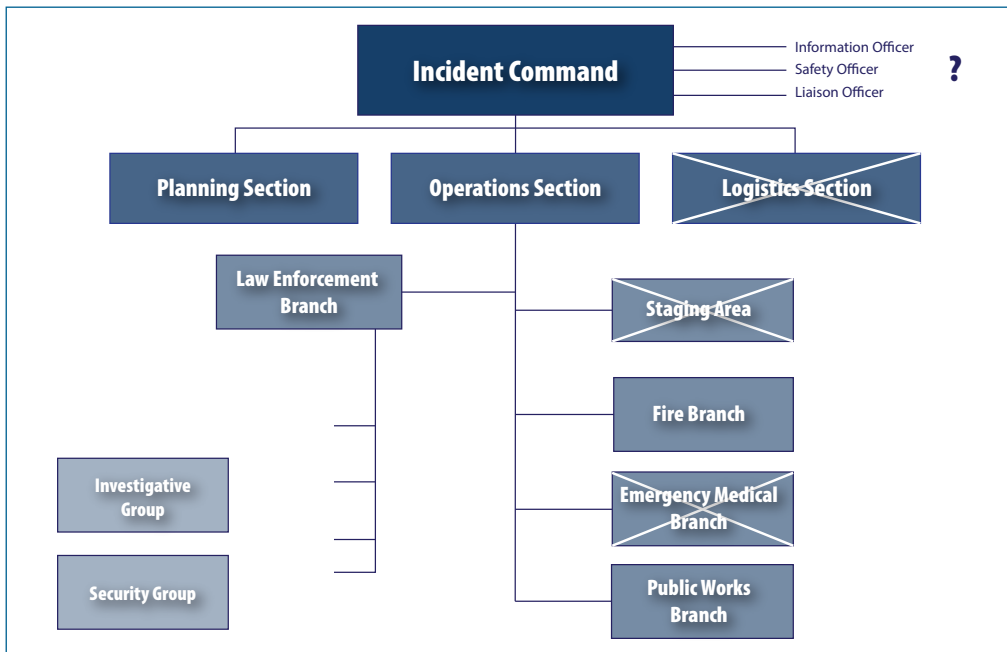 Incident Command
Information Officer
Safety Officer
Liaison Officer
?
Planning Section
Operations Section
Logistics Section
Law Enforcement
Branch
Staging Area
Fire Branch
Investigative
Group
Emergency Medical
Branch
Security Group
Public Works
Branch